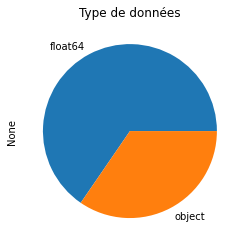 Type de données
float64
None
object